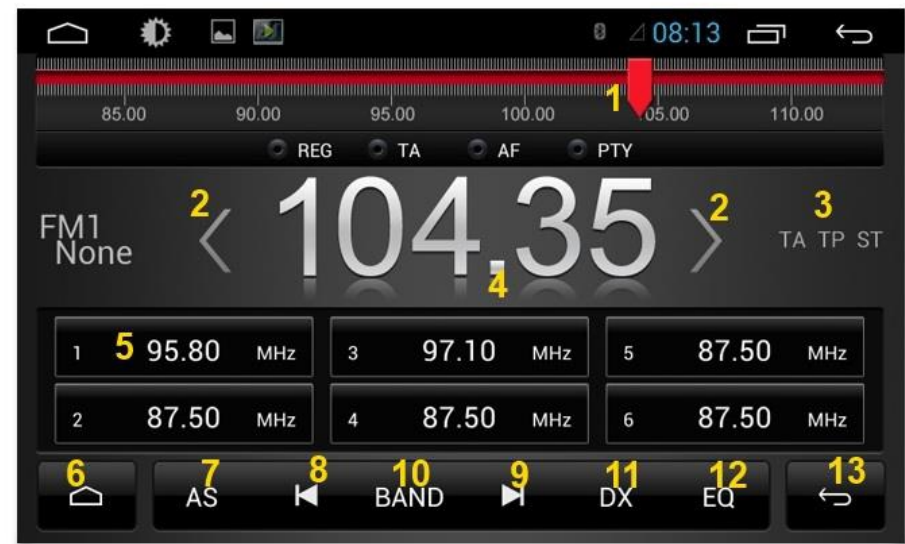 08:13
1
85.00 90.00 95.00 100.00 105.00 110.00
REG TA AF PTY
2 104.35 2 3
FM1 TA TP ST
None
4
1 5 95.80 MHz 3 97.10 MHz 5 87.50 MHz
2 87.50 MHz 4 87.50 MHz 6 87.50 MHz
6 7 8 10 9 11 12 13
AS BAND DX EQ